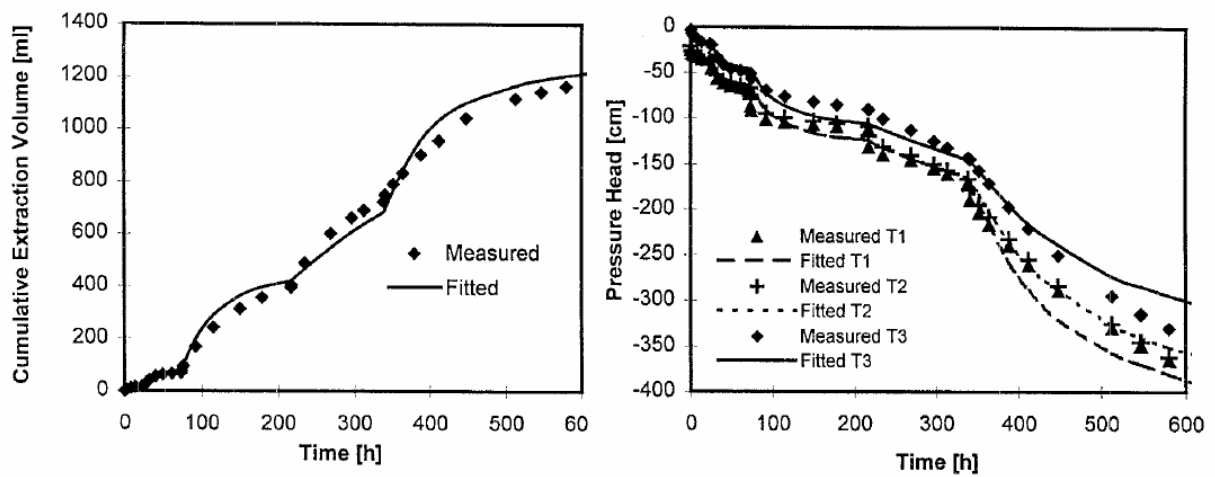 Cumulative Extraction Volume [ml]
1400
1200
1000
800
600
400
200
0
Measured
Fitted
0 100 200 300 400 500 60
Time [h]
Pressure Head [cm]
0
-50
-100
-150
-200
-250
-300
-350
-400
Measured T1
Fitted T1
Measured T2
Fitted T2
Measured T3
Fitted T3
0 100 200 300 400 500 600
Time [h]